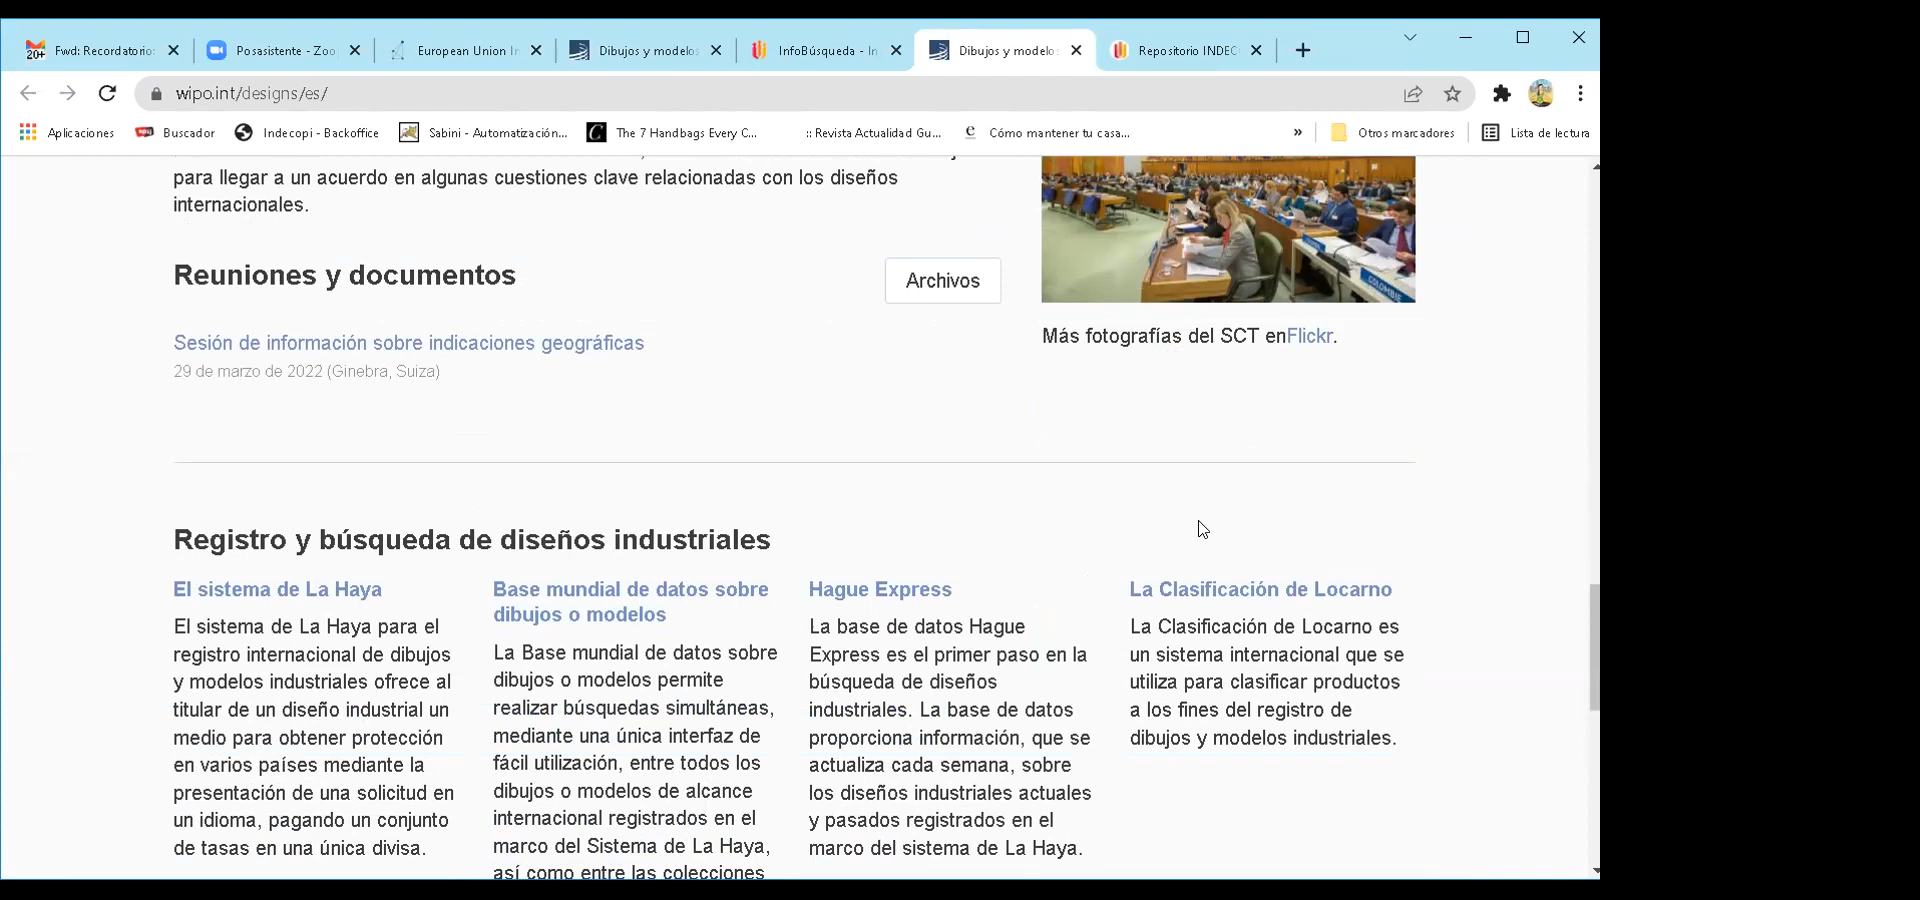 20+
Fwd: Recordatorio:
Posasistente - Zoo
European Union In
Dibujos y modelos
InfoBúsqueda - In
Dibujos y modelos
Repositorio INDEC
wipo.int/designs/es/
Aplicaciones
Buscador
Indecopi - Backoffice
Sabini - Automatización...
The 7 Handbags Every C...
:: Revista Actualidad Gu...
Cómo mantener tu casa...
»
Otros marcadores
Lista de lectura
para llegar a un acuerdo en algunas cuestiones clave relacionadas con los diseños
internacionales.
Reuniones y documentos
Archivos
COLOMBIE
Sesión de información sobre indicaciones geográficas
29 de marzo de 2022 (Ginebra, Suiza)
Más fotografías del SCT enFlickr.
Registro y búsqueda de diseños industriales
El sistema de La Haya
El sistema de La Haya para el
registro internacional de dibujos
y modelos industriales ofrece al
titular de un diseño industrial un
medio para obtener protección
en varios países mediante la
presentación de una solicitud en
un idioma, pagando un conjunto
de tasas en una única divisa.
Base mundial de datos sobre
dibujos o modelos
La Base mundial de datos sobre
dibujos o modelos permite
realizar búsquedas simultáneas,
mediante una única interfaz de
fácil utilización, entre todos los
dibujos o modelos de alcance
internacional registrados en el
marco del Sistema de La Haya,
así como entre las colecciones
Hague Express
La base de datos Hague
Express es el primer paso en la
búsqueda de diseños
industriales. La base de datos
proporciona información, que se
actualiza cada semana, sobre
los diseños industriales actuales
y pasados registrados en el
marco del sistema de La Haya.
La Clasificación de Locarno
La Clasificación de Locarno es
un sistema internacional que se
utiliza para clasificar productos
a los fines del registro de
dibujos y modelos industriales.